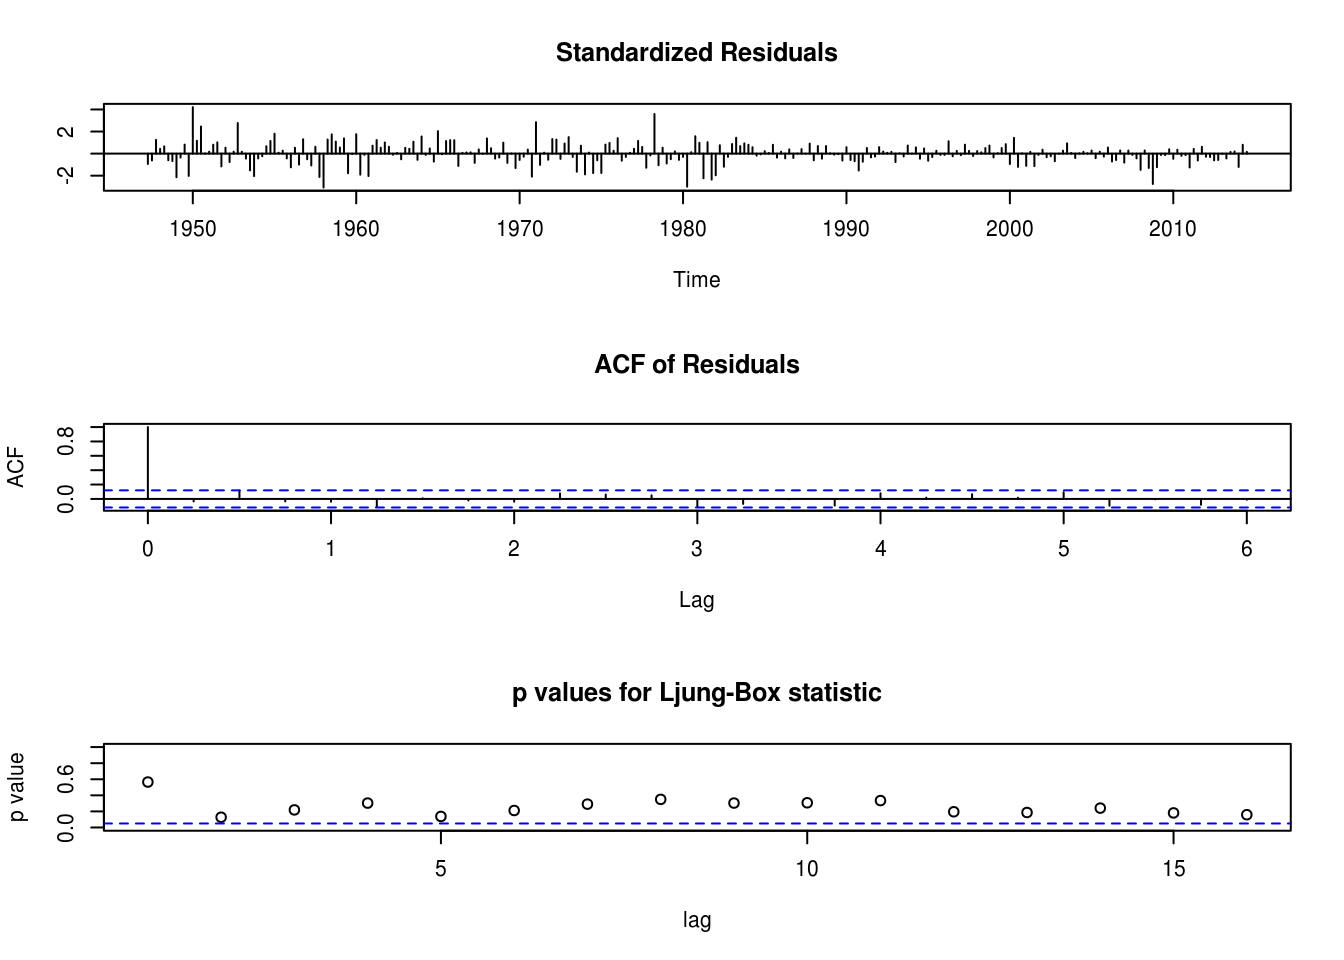 Standardized Residuals
2
-2
1950 1960 1970 1980 1990 2000 2010
Time
ACF of Residuals
ACF
0.8
0.0
0 1 2 3 4 5 6
Lag
p values for Ljung-Box statistic
p value
0.6
0.0
5 10 15
lag